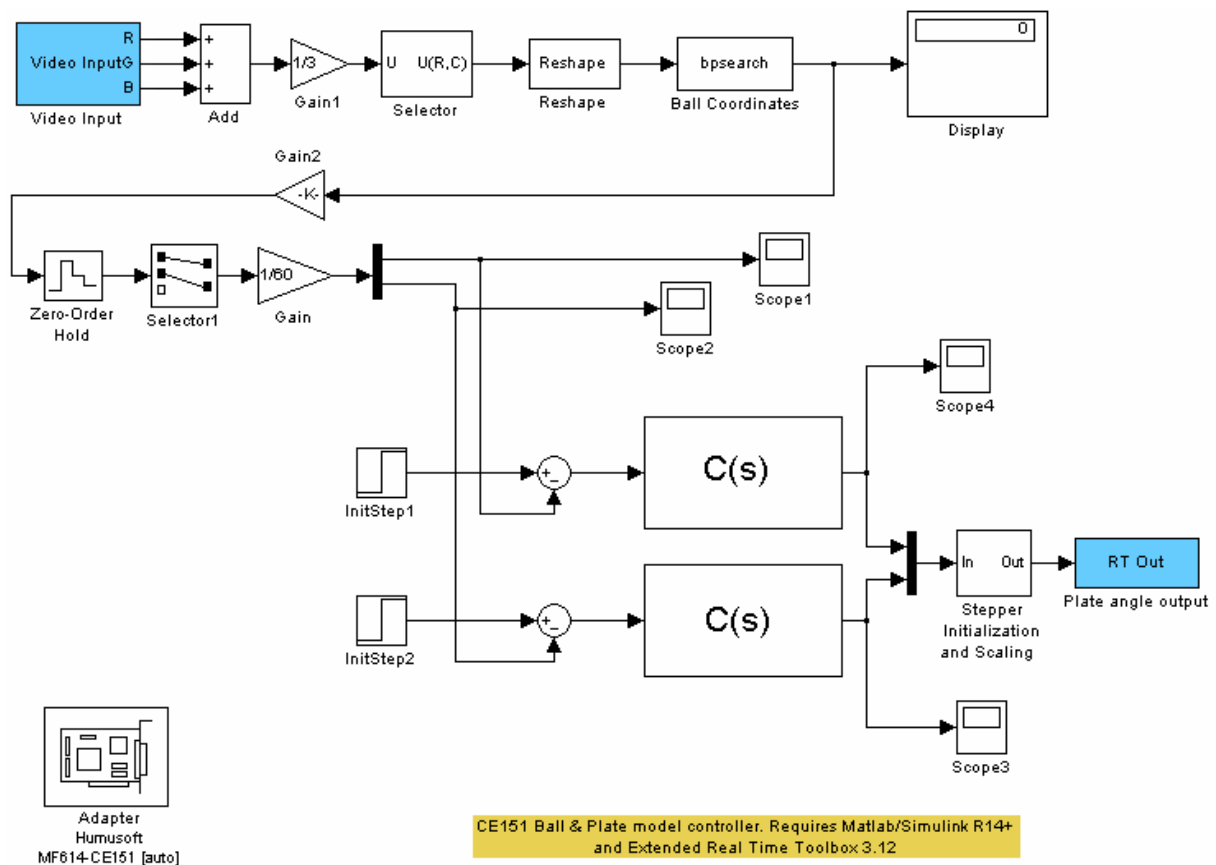 R
Video Input
G
B
Video Input
+
+
+
Add
1/3
Gain1
U U(R,C)
Selector
Reshape
Reshape
bpsearch
Ball Coordinates
0
Display
Gain2
-K-
Zero-Order
Hold
Selector1
1/60
Gain
Scope1
Scope2
Scope4
InitStep1
+
-
C(s)
InitStep2
+
-
C(s)
In Out
Stepper
Initialization
and Scaling
RT Out
Plate angle output
Scope3
Adapter
Humusoft
MF614-CE151 [auto]
CE151 Ball & Plate model controller. Requires Matlab/Simulink R14+
and Extended Real Time Toolbox 3.12